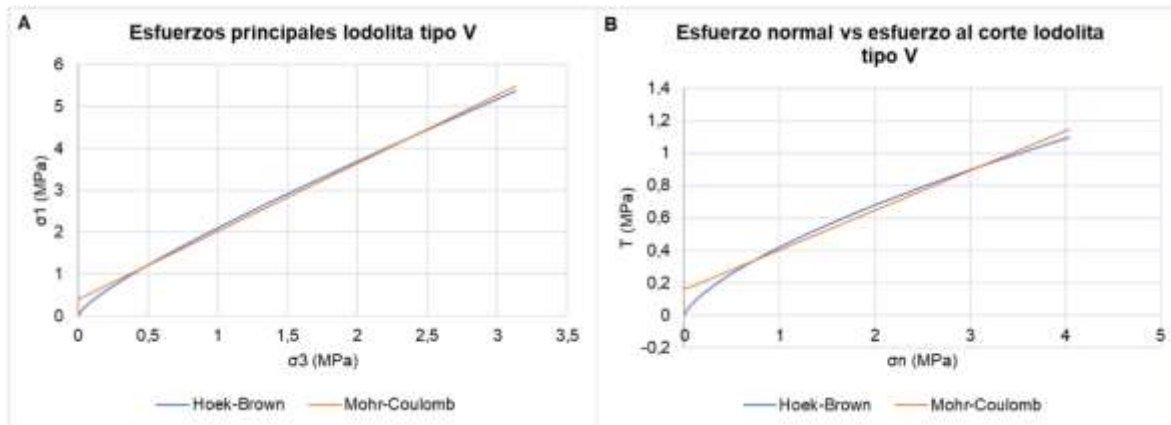 A
Esfuerzos principales lodolita tipo V
6
5
4
3
2
1
0
σ1 (MPa)
0 0,5 1 1,5 2 2,5 3 3,5
σ3 (MPa)
Hoek-Brown Mohr-Coulomb
B
Esfuerzo normal vs esfuerzo al corte lodolita
tipo V
1,4
1,2
1
0,8
0,6
0,4
0,2
0
-0,2
T (MPa)
0 1 2 3 4 5
σn (MPa)
Hoek-Brown Mohr-Coulomb